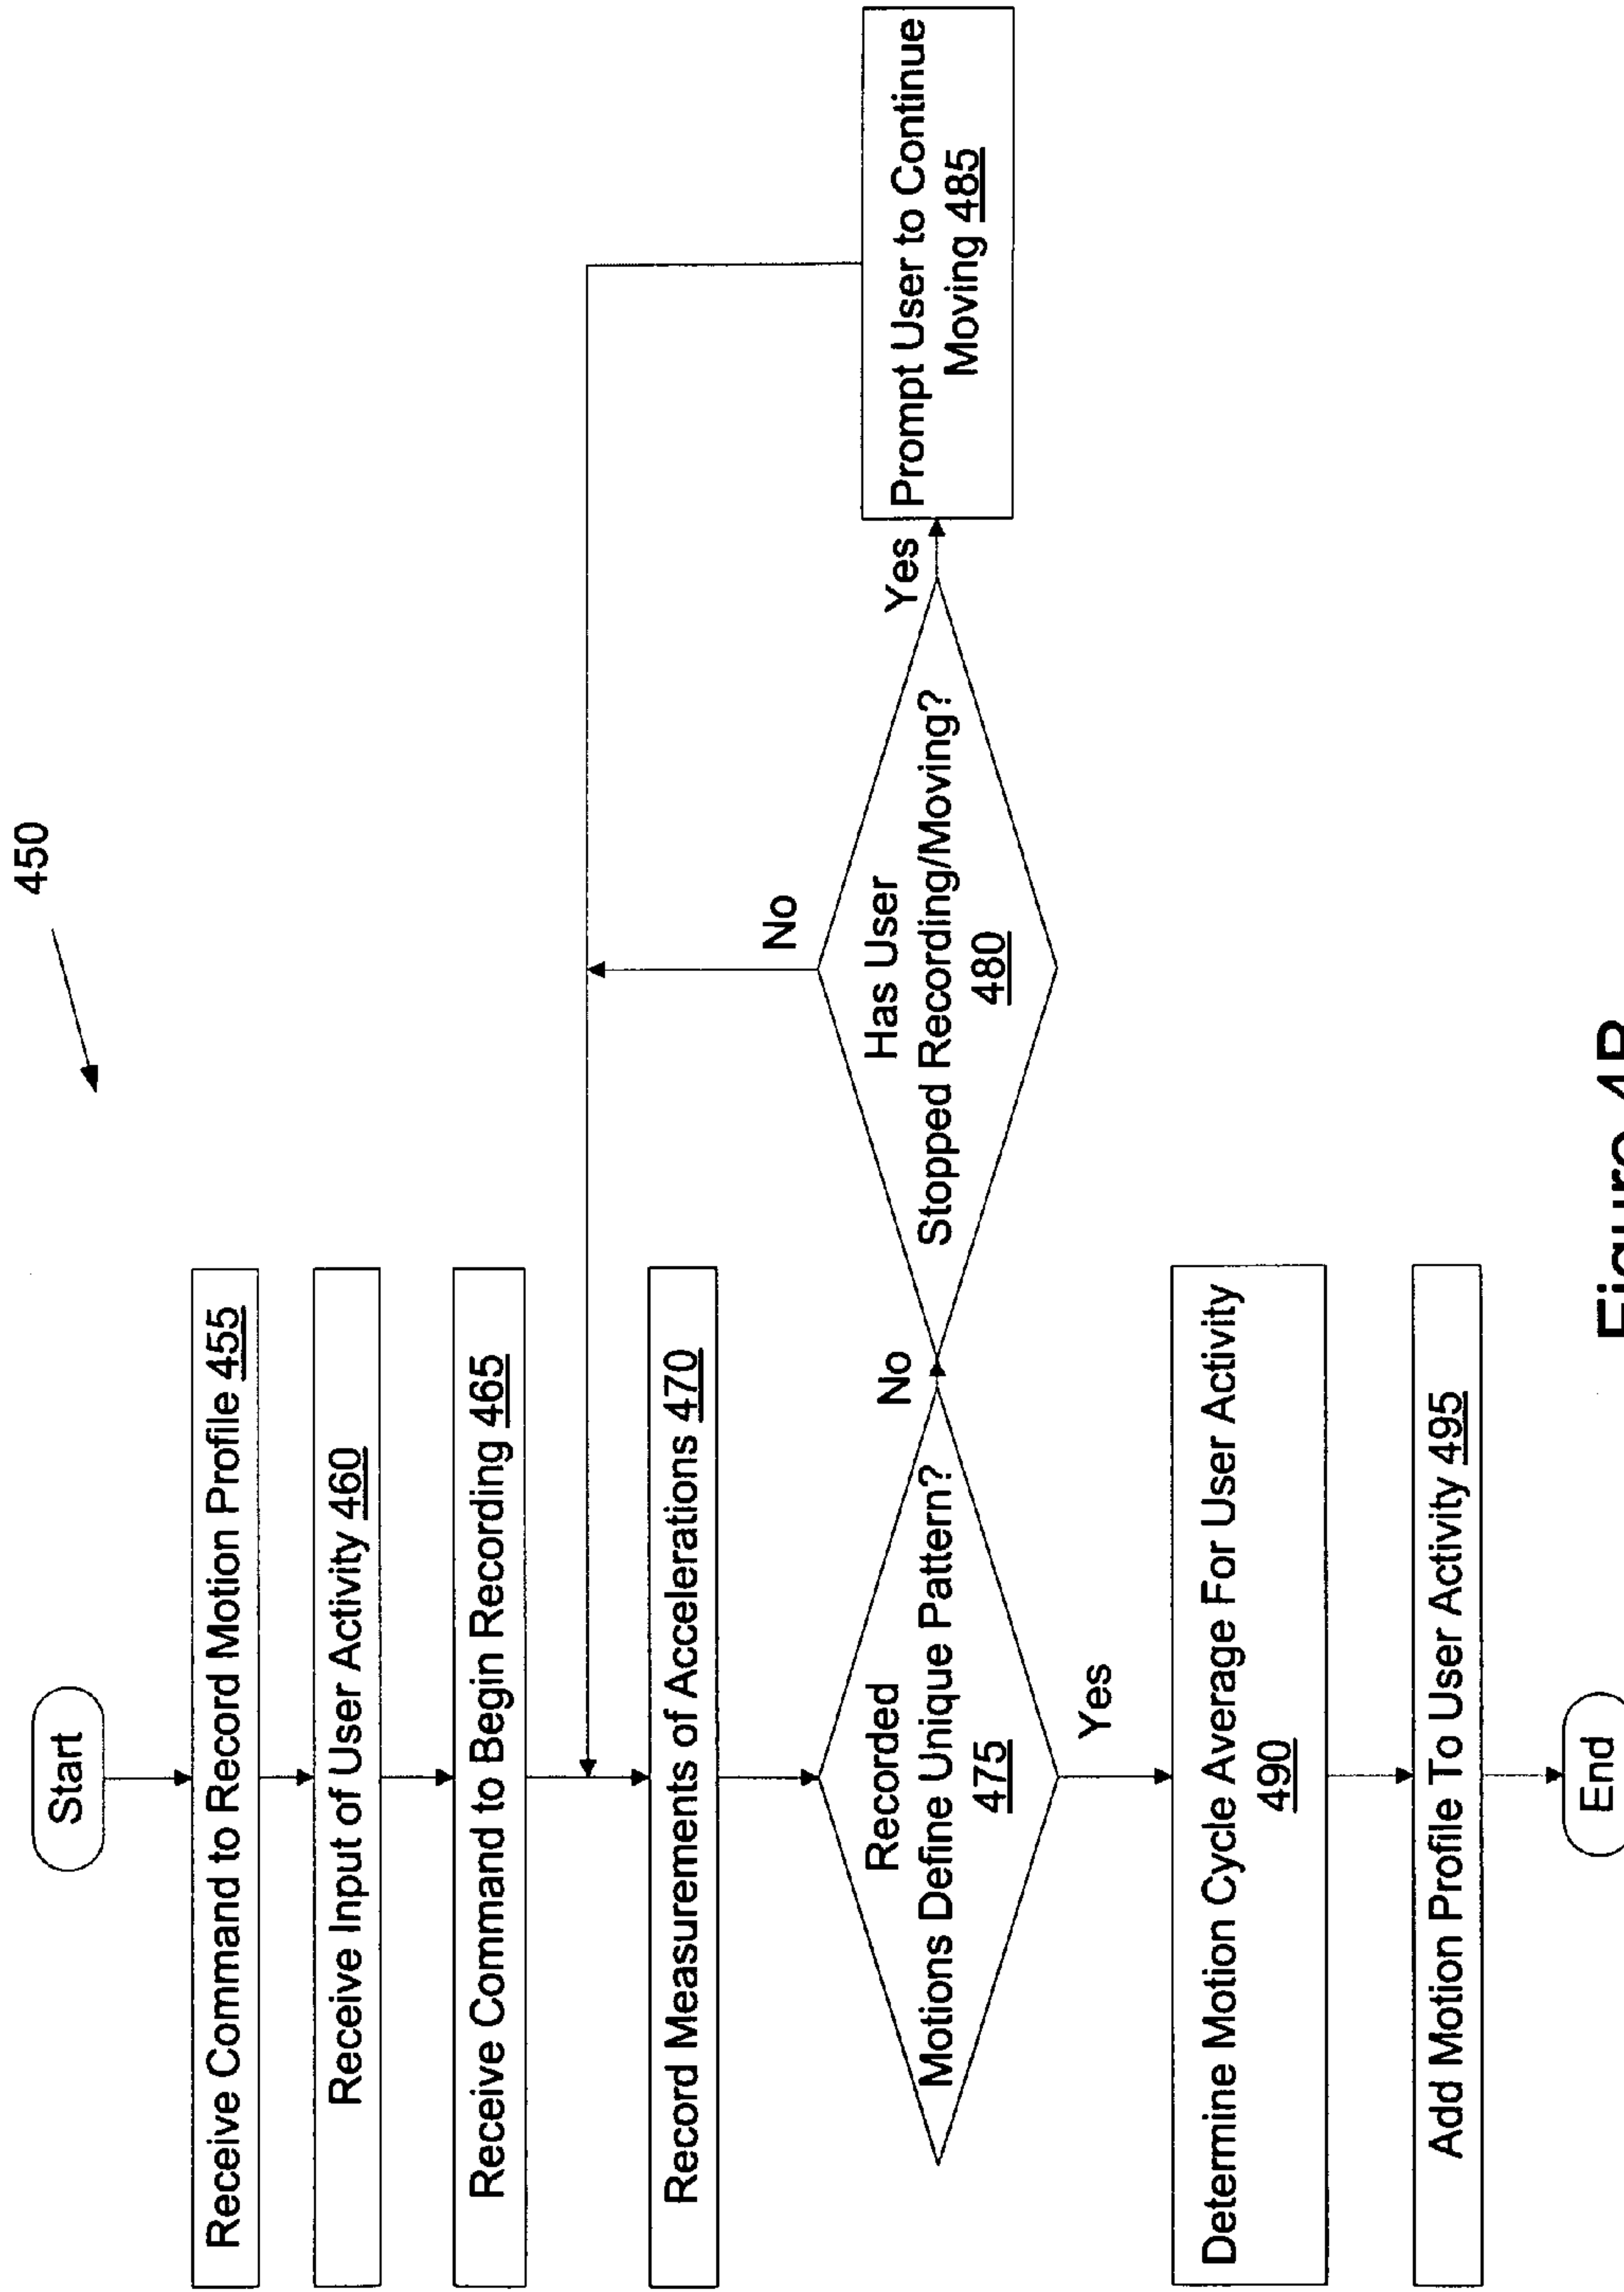 450
Start
Receive Command to Record Motion Profile 455
Receive Input of User Activity 460
Receive Command to Begin Recording 465
Record Measurements of Accelerations 470
Recorded
Motions Define Unique Pattern?
475
No
Yes
Has User
Stopped Recording/Moving?
480
No
Yes
Prompt User to Continue
Moving 485
Determine Motion Cycle Average For User Activity
490
Add Motion Profile To User Activity 495
End
Figure 4B